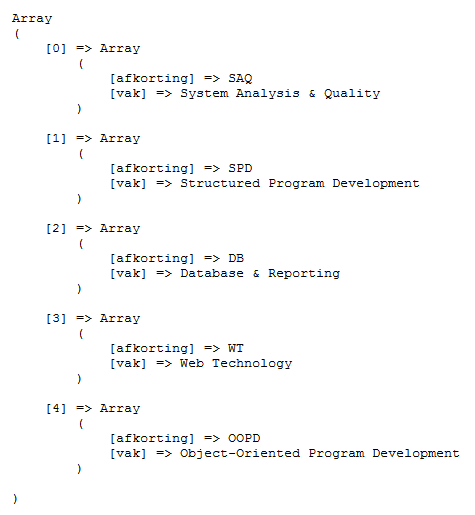 Array
(
    [0] => Array
        (
            [afkorting] => SAQ
            [vak] => System Analysis & Quality
        )

    [1] => Array
        (
            [afkorting] => SPD
            [vak] => Structured Program Development
        )

    [2] => Array
        (
            [afkorting] => DB
            [vak] => Database & Reporting
        )

    [3] => Array
        (
            [afkorting] => WT
            [vak] => Web Technology
        )

    [4] => Array
        (
            [afkorting] => OOPD
            [vak] => Object-Oriented Program Development
        )

)